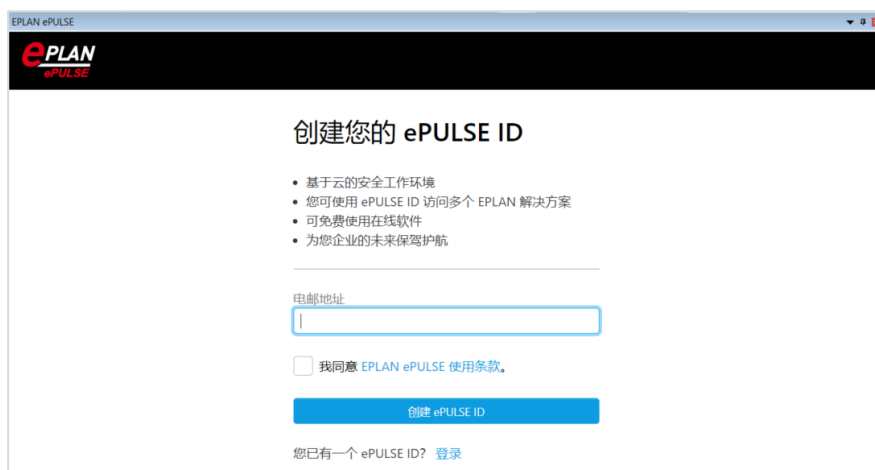 EPLAN ePULSE
ePLAN
ePULSE
创建您的 ePULSE ID
基于云的安全工作环境
您可使用 ePULSE ID 访问多个 EPLAN 解决方案
可免费使用在线软件
为您企业的未来保驾护航
电邮地址
我同意 EPLAN ePULSE 使用条款。
创建 ePULSE ID
您已有一个 ePULSE ID? 登录